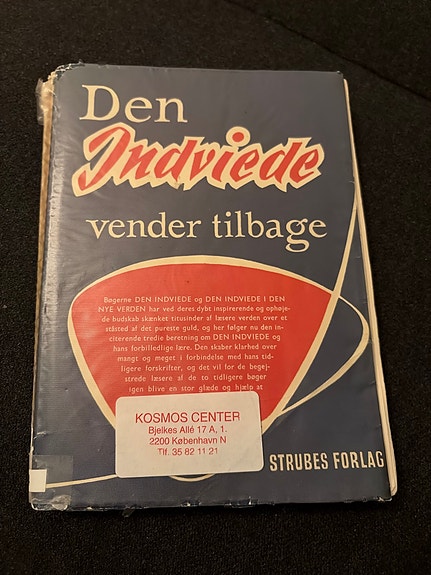 Den
Indviede
vender tilbage
Bøgerne DEN INDVIEDE og DEN INDVIEDE I DEN
NYE VERDEN har ved deres dybt inspirerende og ophøje-
de budskab skænket titusinder af læsere verden over et
ståsted af det pureste guld, og her følger nu den in-
citerende tredie beretning om DEN INDVIEDE og
hans forbilledlige lære. Den skaber klarhed over
mangt og meget i forbindelse med hans tid-
ligere forskrifter, og det vil for de begej-
strede læsere af de to tidligere bøger
igen blive en stor glæde og hjælp at
KOSMOS CENTER
Bjelkes Allé 17 A, 1.
2200 København N
Tlf. 35 82 11 21
STRUBES FORLAG